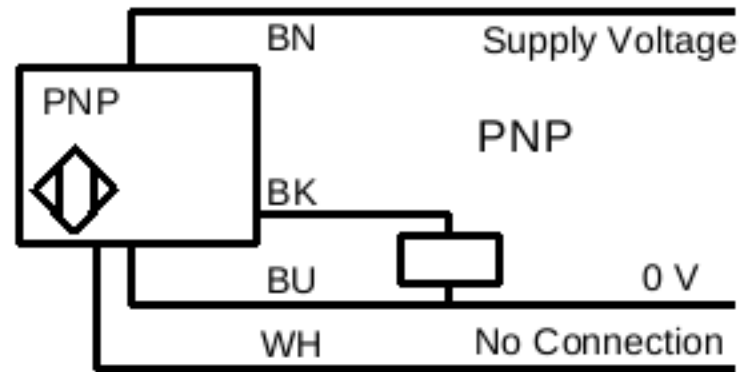 BN Supply Voltage
PNP
PNP
BK
BU 0 V
WH No Connection